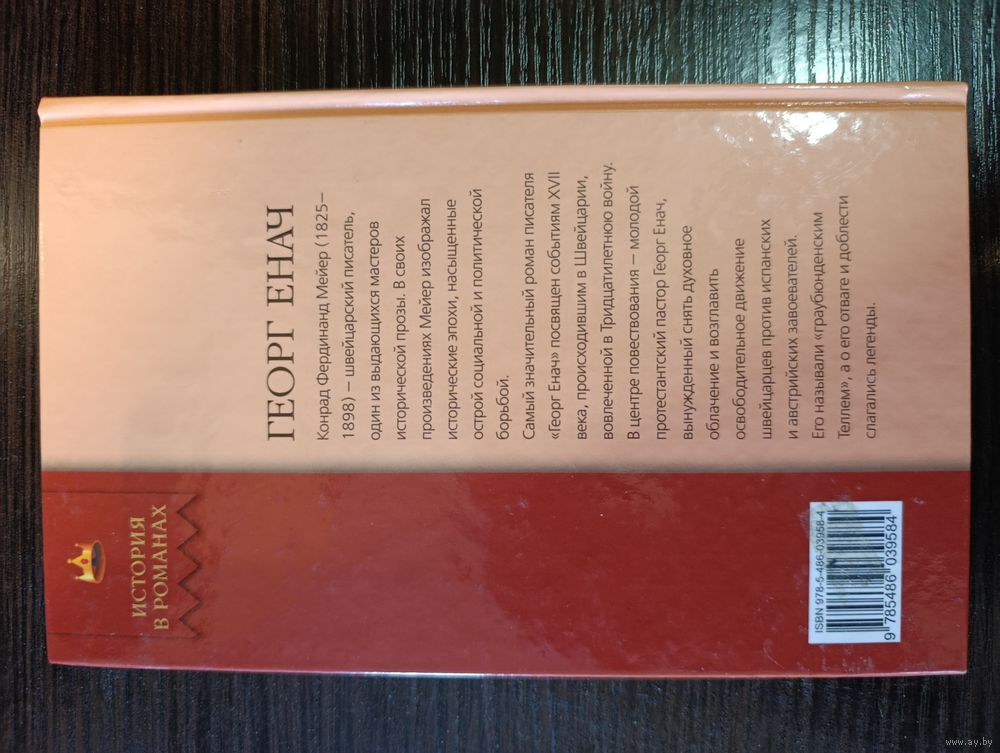 ИСТОРИЯ
В РОМАНАХ
ГЕОРГ ЕНАЧ
Конрад Фердинанд Мейер (1825–
1898) – швейцарский писатель,
один из выдающихся мастеров
исторической прозы. В своих
произведениях Мейер изображал
исторические эпохи, насыщенные
острой социальной и политической
борьбой.
Самый значительный роман писателя
«Георг Енач» посвящен событиям XVII
века, происходившим в Швейцарии,
вовлеченной в Тридцатилетнюю войну.
В центре повествования – молодой
протестантский пастор Георг Енач,
вынужденный снять духовное
облачение и возглавить
освободительное движение
швейцарцев против испанских
и австрийских завоевателей.
Его называли «граубюнденским
Теллем», а о его отваге и доблести
слагались легенды.
ISBN 978-5-486-03958-4
9 785486 039584
www.ay.by